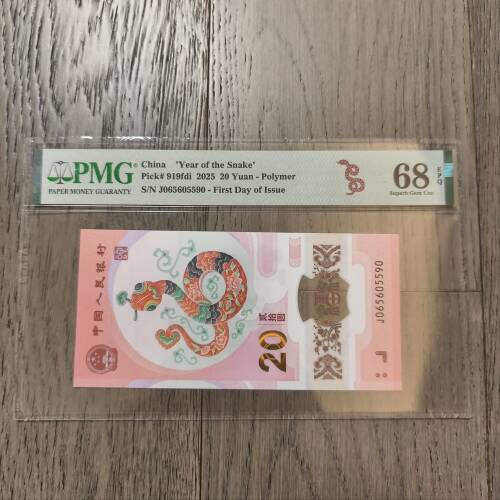 PMG
PAPER MONEY GUARANTY
China 'Year of the Snake'
Pick# 919fdi 2025 20 Yuan - Polymer
S/N J065605590 - First Day of Issue
68 EPQ
Superb Gem Unc
中国人民银行
贰拾圆
20
J065605590